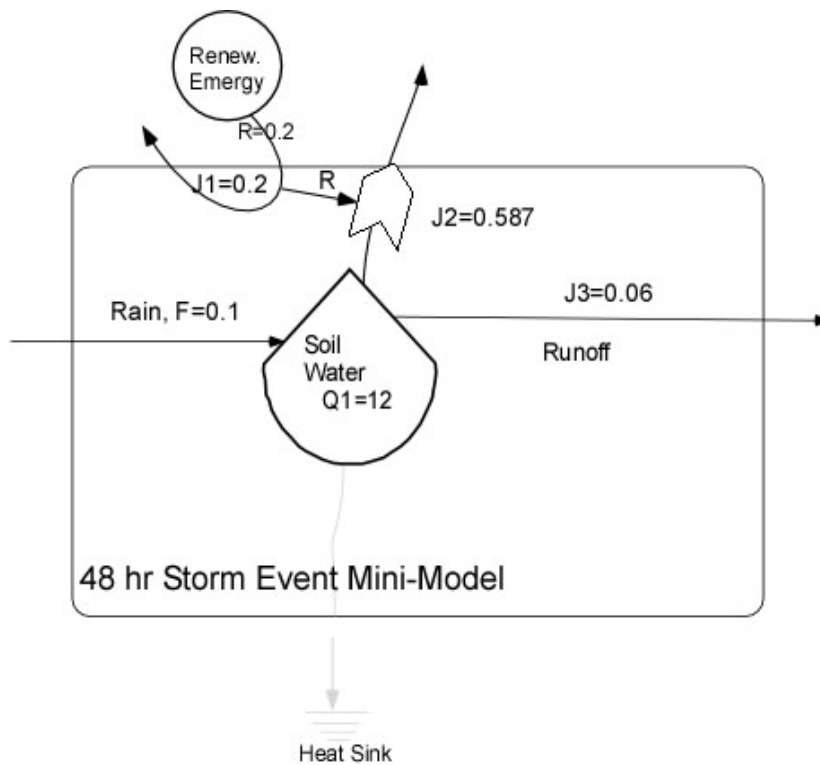 Renew.
Emergy
R=0.2
J1=0.2
R
J2=0.587
Rain, F=0.1
J3=0.06
Runoff
Soil
Water
Q1=12
48 hr Storm Event Mini-Model
Heat Sink